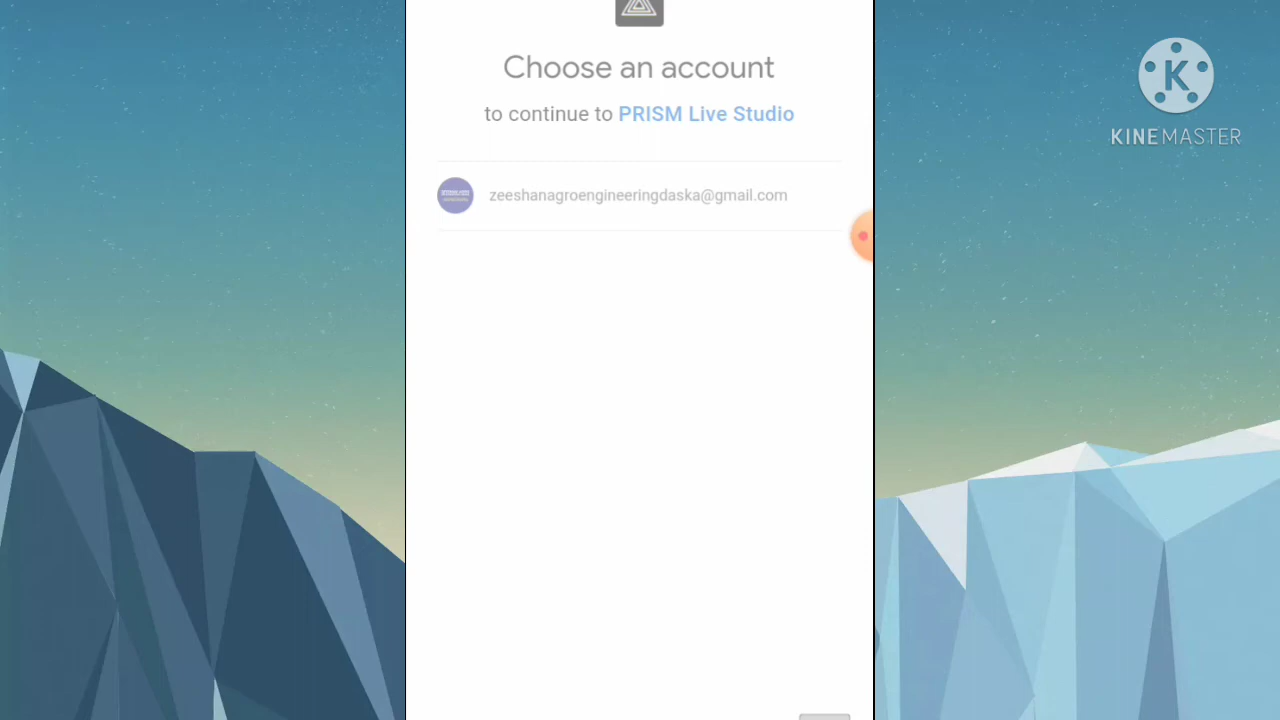 Choose an account
to continue to PRISM Live Studio
zeeshanagroengineeringdaska@gmail.com
K
KINEMASTER